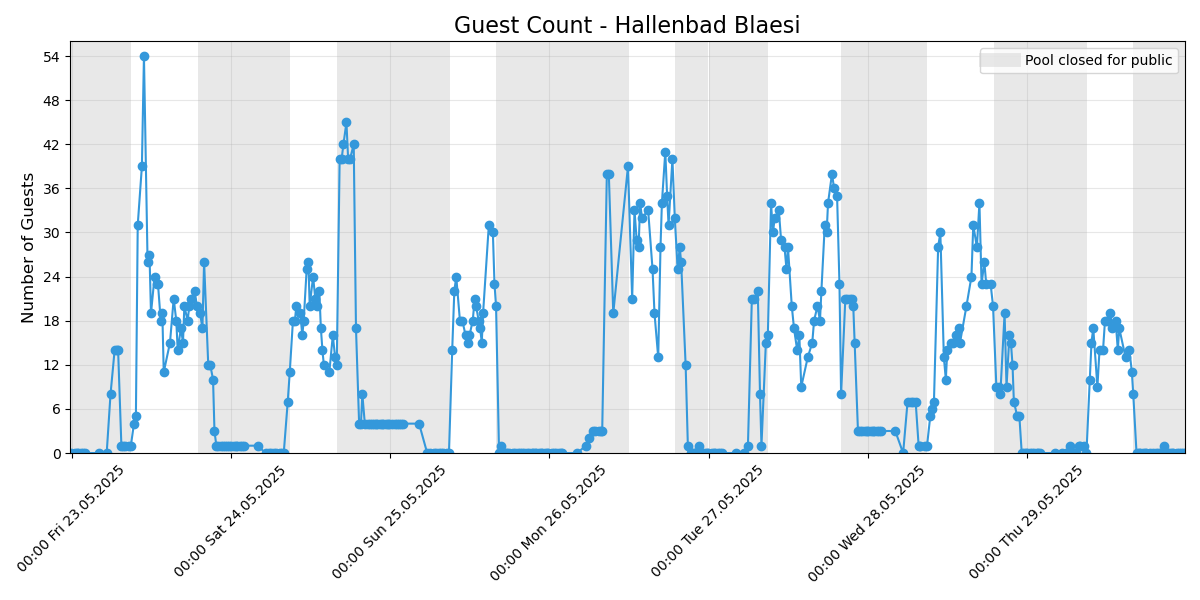 Guest Count - Hallenbad Blaesi
Pool closed for public
Number of Guests
54
48
42
36
30
24
18
12
6
0
00:00 Fri 23.05.2025
00:00 Sat 24.05.2025
00:00 Sun 25.05.2025
00:00 Mon 26.05.2025
00:00 Tue 27.05.2025
00:00 Wed 28.05.2025
00:00 Thu 29.05.2025